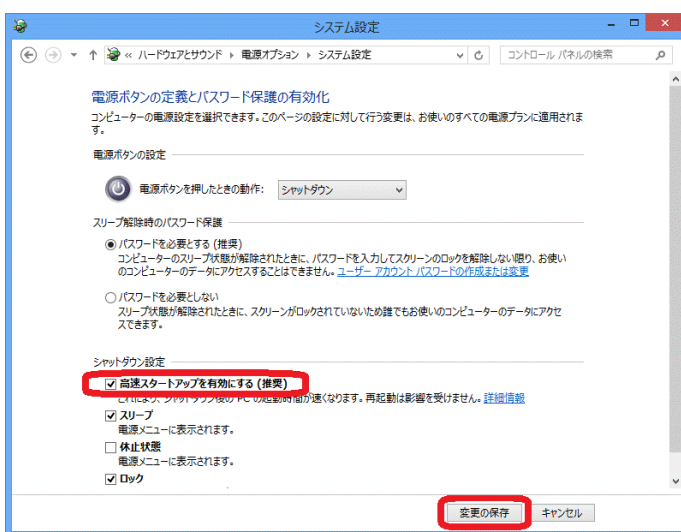 システム設定
« ハードウェアとサウンド ▸ 電源オプション ▸ システム設定
コントロール パネルの検索
電源ボタンの定義とパスワード保護の有効化
コンピューターの電源設定を選択できます。このページの設定に対して行う変更は、お使いのすべての電源プランに適用されま
す。
電源ボタンの設定
電源ボタンを押したときの動作: シャットダウン
スリープ解除時のパスワード保護
パスワードを必要とする (推奨)
コンピューターのスリープ状態が解除されたときに、パスワードを入力してスクリーンのロックを解除しない限り、お使い
のコンピューターのデータにアクセスすることはできません。ユーザー アカウント パスワードの作成または変更
パスワードを必要としない
スリープ状態が解除されたときに、スクリーンがロックされていないため誰でもお使いのコンピューターのデータにアクセ
スできます。
シャットダウン設定
高速スタートアップを有効にする (推奨)
これにより、シャットダウン後の PC の起動時間が速くなります。再起動は影響を受けません。詳細情報
スリープ
電源メニューに表示されます。
休止状態
電源メニューに表示されます。
ロック
変更の保存 キャンセル